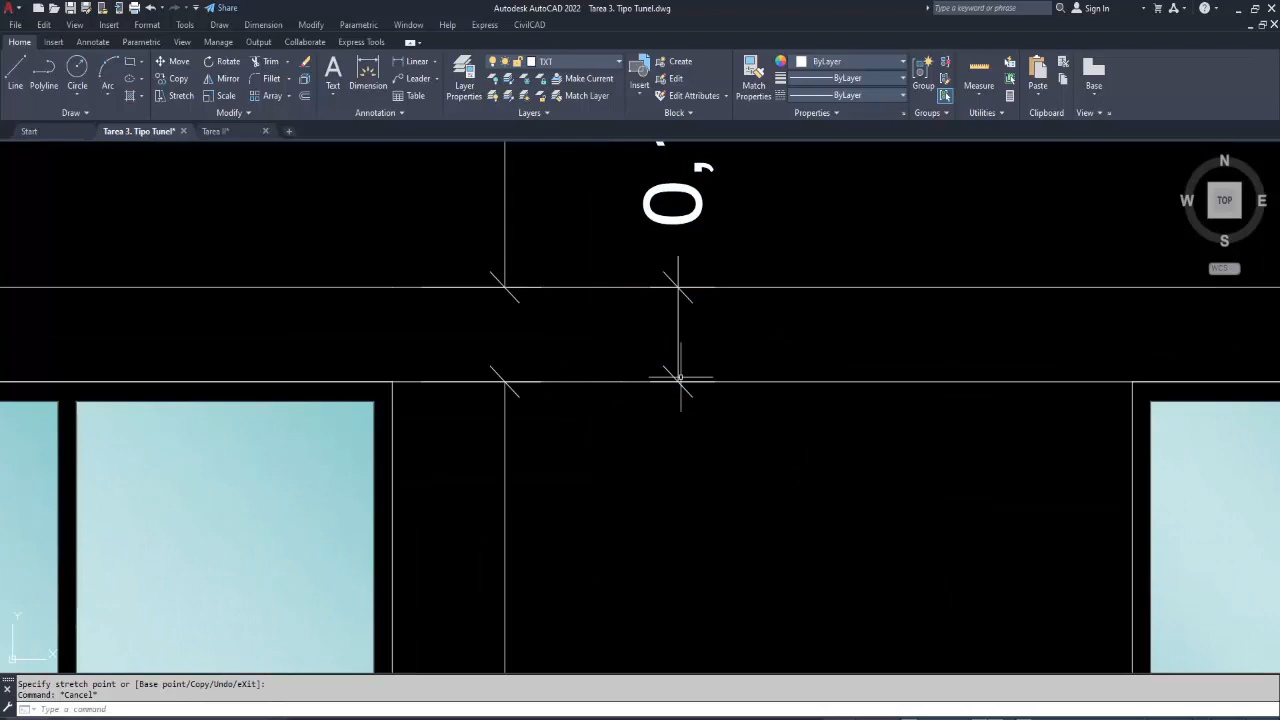 Share
Autodesk AutoCAD 2022 Tarea 3. Tipo Tunel.dwg
Type a keyword or phrase
Sign In
File Edit View Insert Format Tools Draw Dimension Modify Parametric Window Help Express CivilCAD
Home Insert Annotate Parametric View Manage Output Collaborate Express Tools
Line Polyline Circle Arc
Move Rotate Trim
Copy Mirror Fillet
Stretch Scale Array
Text Dimension
Linear
Leader
Table
Layer Properties
TXT
Make Current
Match Layer
Insert
Create
Edit
Edit Attributes
Match Properties
ByLayer
ByLayer
ByLayer
Group
Measure
Paste
Base
Draw Modify Annotation Layers Block Properties Groups Utilities Clipboard View
Start Tarea 3. Tipo Tunel* Tarea II*
0,
N
W TOP E
S
WCS
Y
X
Specify stretch point or [Base point/Copy/Undo/eXit]:
Command: *Cancel*
Type a command